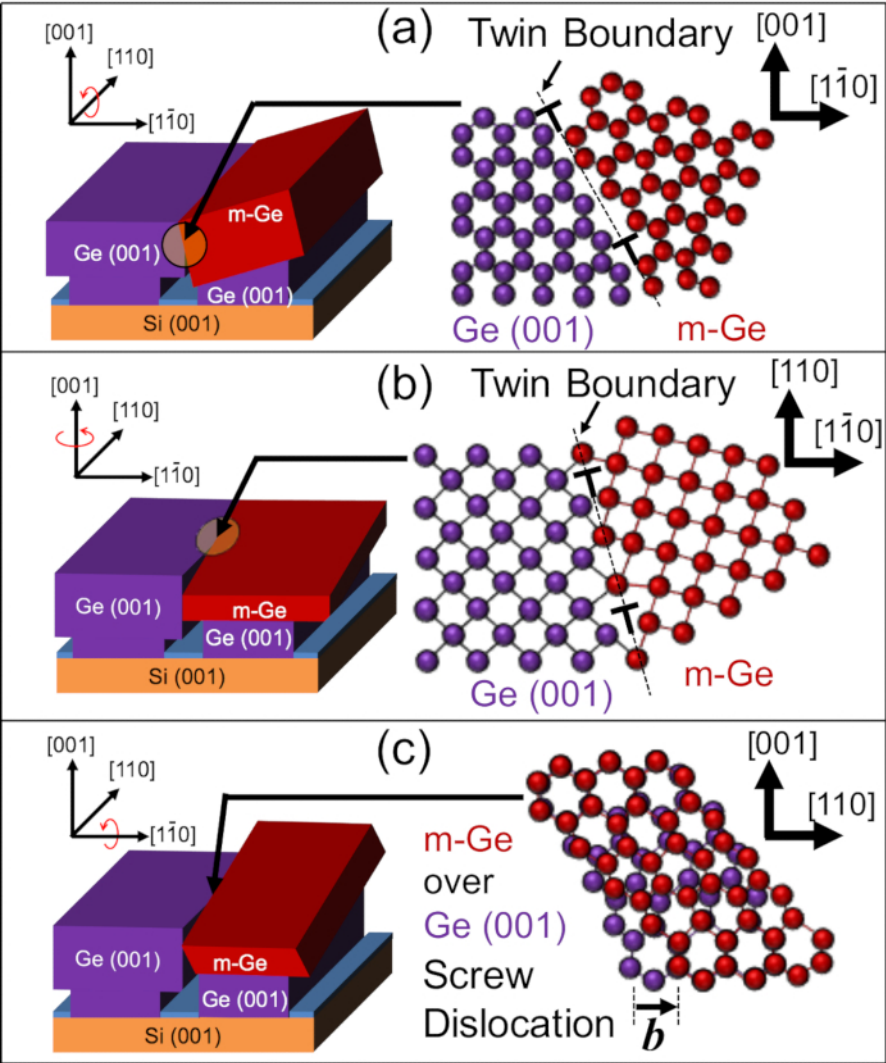 (a)
Twin Boundary
[001]
[110]
[11̄0]
[001]
[11̄0]
m-Ge
Ge (001)
Ge (001)
Si (001)
Ge (001)
m-Ge
(b)
Twin Boundary
[001]
[110]
[11̄0]
[110]
[11̄0]
Ge (001)
m-Ge
Ge (001)
Si (001)
Ge (001)
m-Ge
(c)
[001]
[110]
[11̄0]
[001]
[110]
m-Ge
over
Ge (001)
Screw
Dislocation
b
Ge (001)
m-Ge
Ge (001)
Si (001)